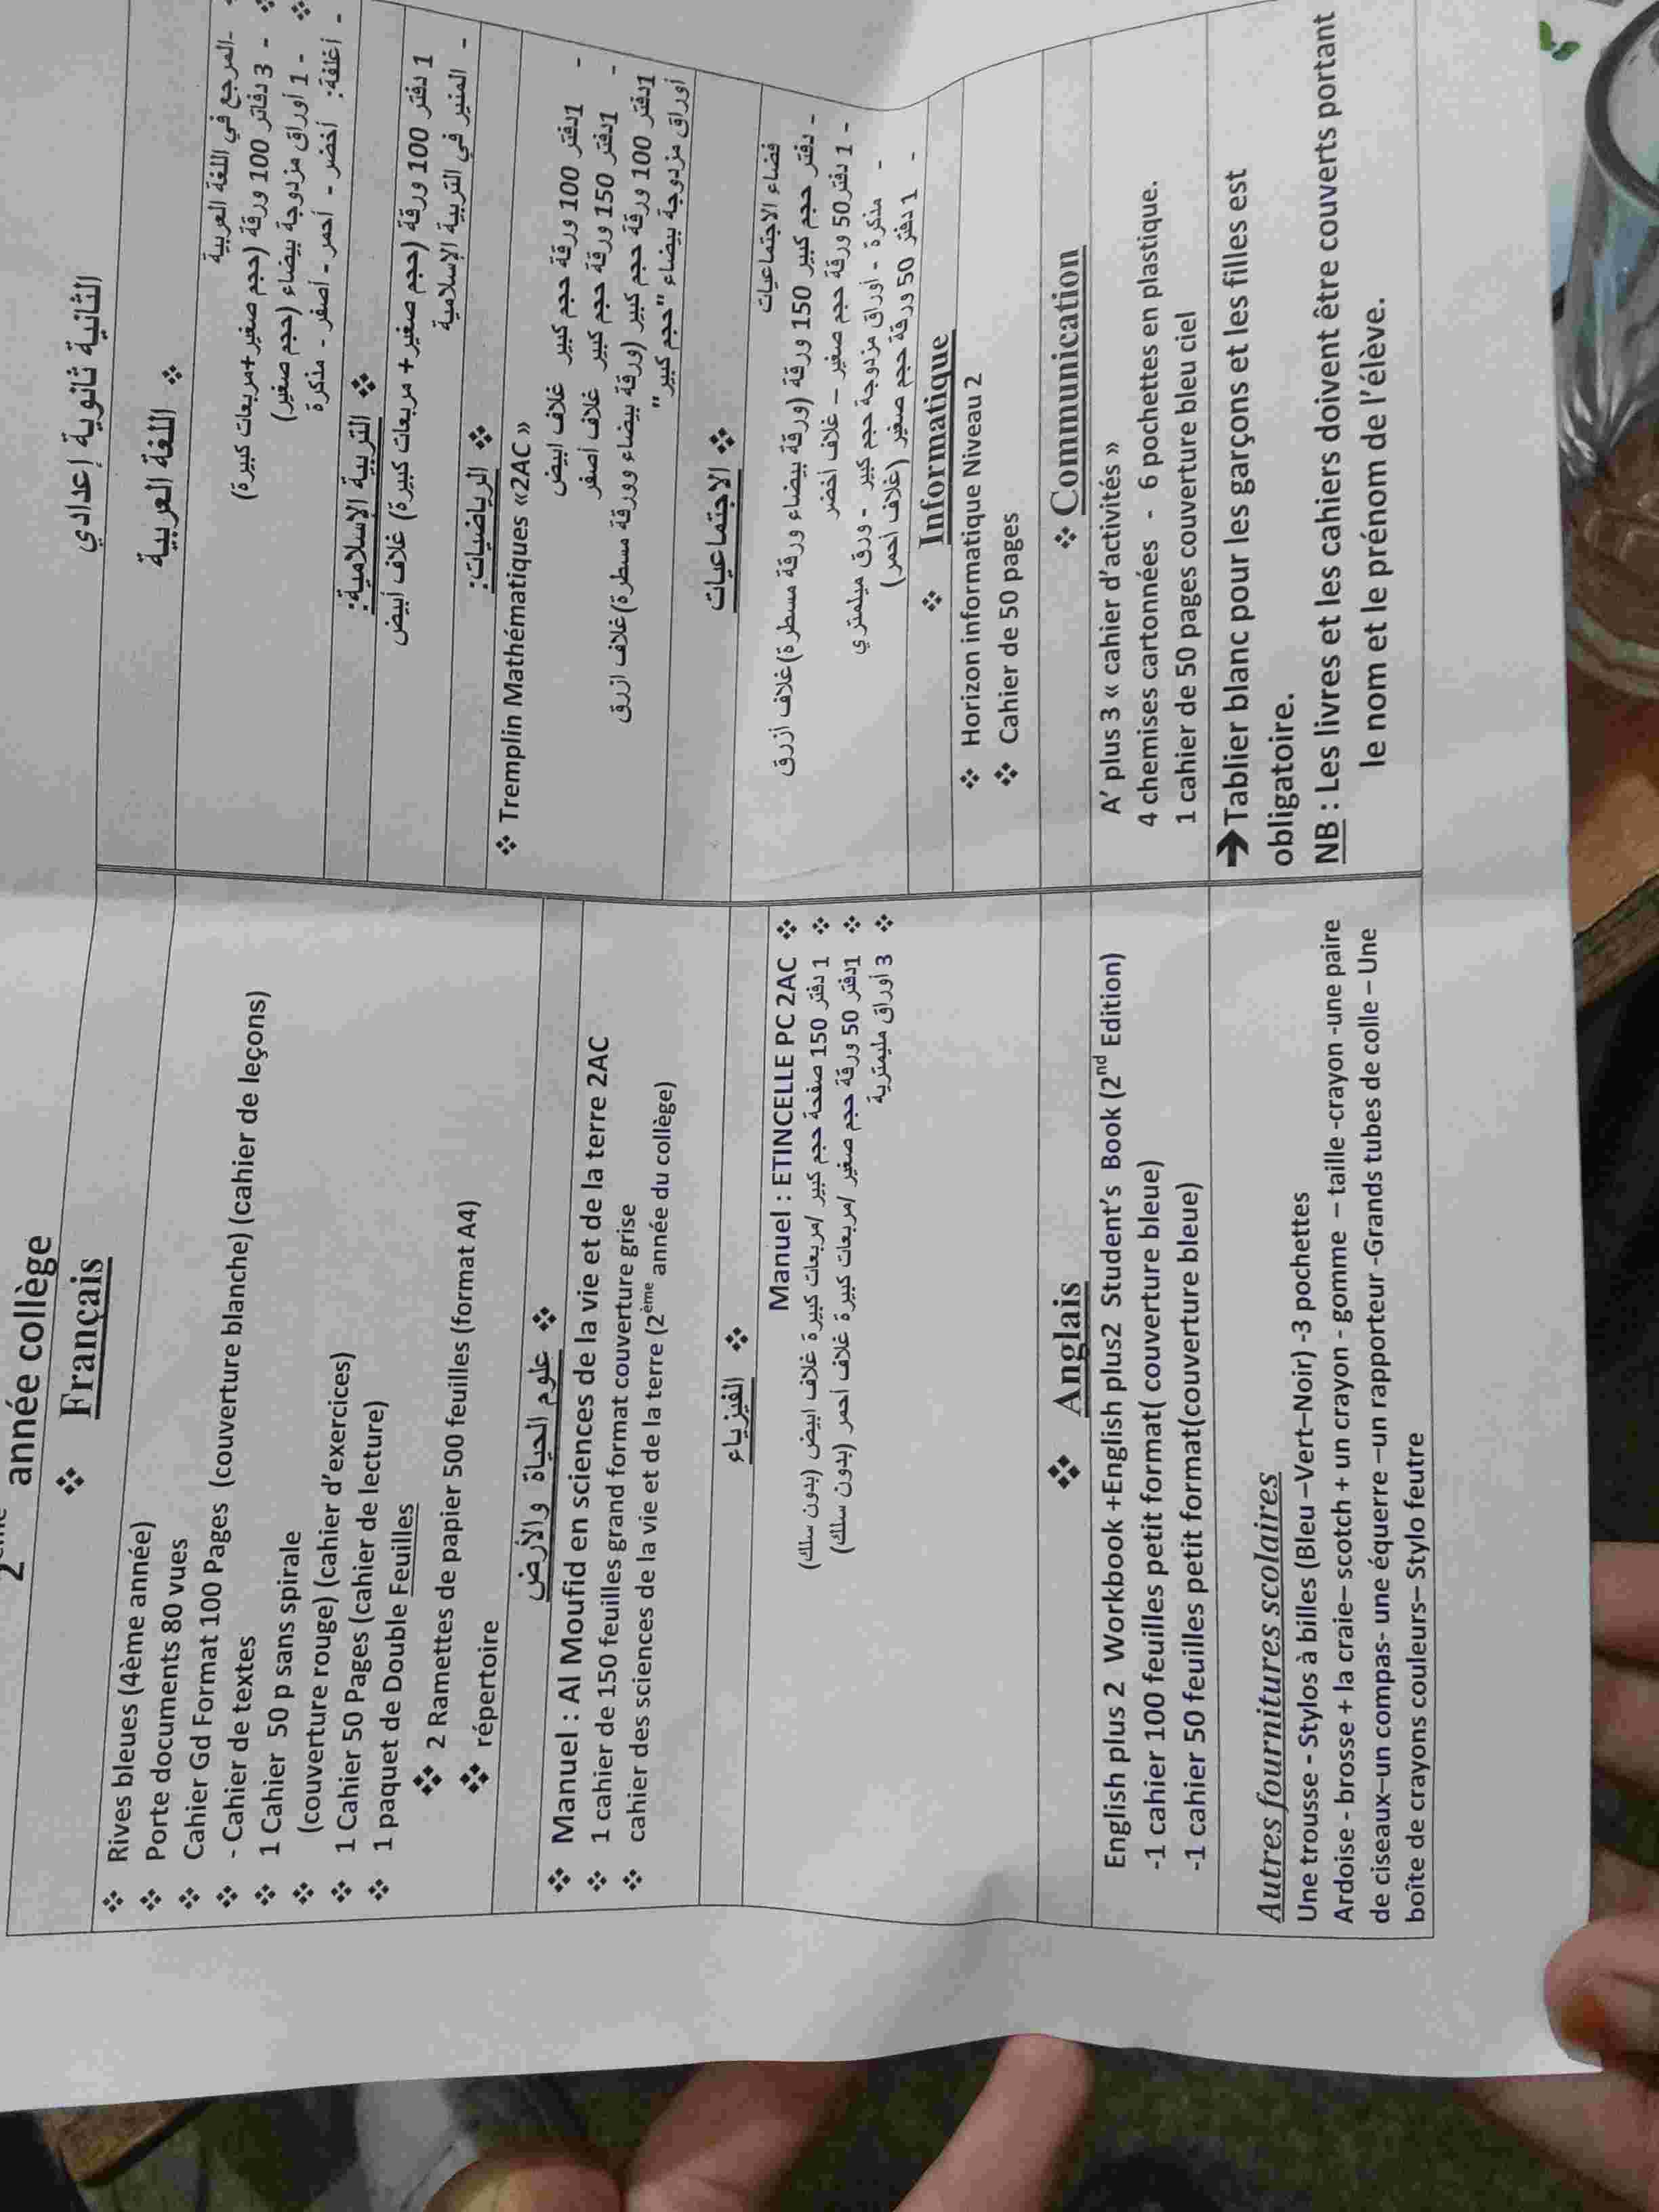 2ème année collège
❖ Français
❖ Rives bleues (4ème année)
❖ Porte documents 80 vues
❖ Cahier Gd Format 100 Pages (couverture blanche) (cahier de leçons)
❖ - Cahier de textes
❖ 1 Cahier 50 p sans spirale
❖ (couverture rouge) (cahier d'exercices)
❖ 1 Cahier 50 Pages (cahier de lecture)
❖ 1 paquet de Double Feuilles
❖ 2 Ramettes de papier 500 feuilles (format A4)
❖ répertoire
❖ علوم الحياة والأرض
❖ Manuel : Al Moufid en sciences de la vie et de la terre 2AC
❖ 1 cahier de 150 feuilles grand format couverture grise
❖ cahier des sciences de la vie et de la terre (2ème année du collège)
❖ الفيزياء
Manuel : ETINCELLE PC 2AC ❖
❖ 1 دفتر 150 صفحة حجم كبير /مربعات كبيرة غلاف ابيض (بدون سلك)
❖ 1دفتر 50 ورقة حجم صغير /مربعات كبيرة غلاف أحمر (بدون سلك)
❖ 3 أوراق مليمترية
❖ Anglais
English plus 2 Workbook +English plus2 Student's Book (2nd Edition)
-1 cahier 100 feuilles petit format( couverture bleue)
-1 cahier 50 feuilles petit format(couverture bleue)
Autres fournitures scolaires
Une trousse - Stylos à billes (Bleu –Vert–Noir) -3 pochettes
Ardoise - brosse + la craie– scotch + un crayon - gomme – taille -crayon -une paire
de ciseaux–un compas- une équerre –un rapporteur -Grands tubes de colle – Une
boîte de crayons couleurs– Stylo feutre
الثانية ثانوية إعدادي
❖ اللغة العربية
-المرجع في اللغة العربية
❖ - 3 دفاتر 100 ورقة (حجم صغير+مربعات كبيرة)
❖ - 1 أوراق مزدوجة بيضاء (حجم صغير)
- أغلفة: أخضر - أحمر - أصفر - مذكرة
❖ التربية الإسلامية:
1 دفتر 100 ورقة (حجم صغير+ مربعات كبيرة) غلاف أبيض
- المنير في التربية الإسلامية
❖ الرياضيات:
❖ Tremplin Mathématiques «2AC »
- 1دفتر 100 ورقة حجم كبير غلاف ابيض
- 1دفتر 150 ورقة حجم كبير غلاف أصفر
1دفتر 100 ورقة حجم كبير (ورقة بيضاء وورقة مسطرة)غلاف ازرق
أوراق مزدوجة بيضاء "حجم كبير"
❖ الاجتماعيات
فضاء الاجتماعيات
- دفتر حجم كبير 150 ورقة (ورقة بيضاء ورقة مسطرة)غلاف أزرق
- 1 دفتر50 ورقة حجم صغير – غلاف أخضر
- مذكرة - أوراق مزدوجة حجم كبير - ورق ميلمتري
- 1 دفتر 50 ورقة حجم صغير (غلاف أحمر)
❖ Informatique
❖ Horizon informatique Niveau 2
❖ Cahier de 50 pages
❖ Communication
A' plus 3 « cahier d'activités »
4 chemises cartonnées - 6 pochettes en plastique.
1 cahier de 50 pages couverture bleu ciel
➔Tablier blanc pour les garçons et les filles est
obligatoire.
NB : Les livres et les cahiers doivent être couverts portant
le nom et le prénom de l'élève.